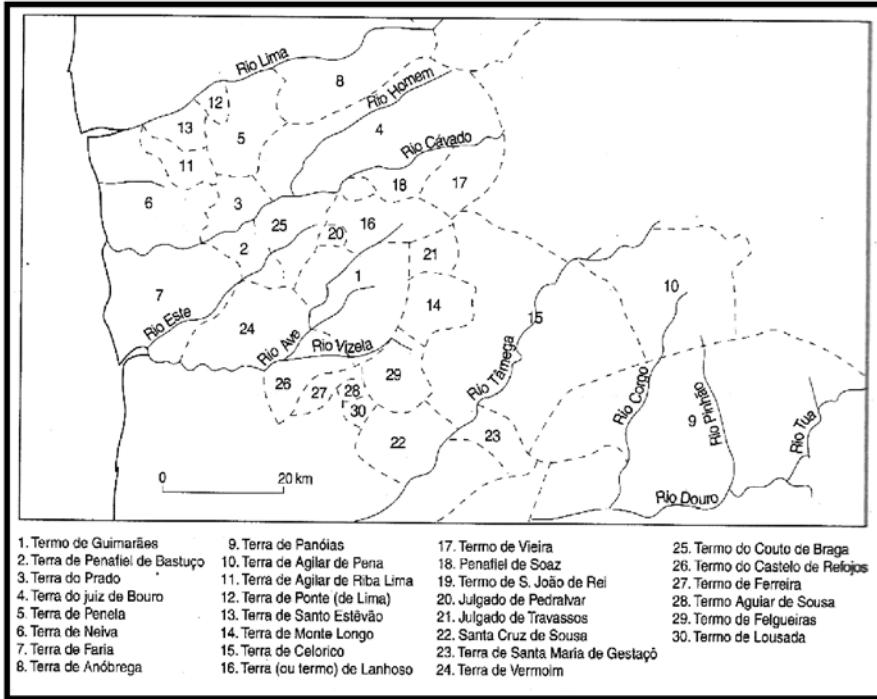 Rio Lima
8
Rio Homem
12
13
5
4
Rio Cávado
11
18
17
6
3
25
16
20
2
21
1
10
7
14
15
Rio Este
24
Rio Ave
Rio Vizela
Rio Tâmega
26
27
28
29
30
Rio Corgo
Rio Pinhão
9
Rio Tua
22
23
0 20 km
Rio Douro
1. Termo de Guimarães
2. Terra de Penafiel de Bastuço
3. Terra do Prado
4. Terra do juiz de Bouro
5. Terra de Penela
6. Terra de Neiva
7. Terra de Faria
8. Terra de Anóbrega
9. Terra de Panóias
10. Terra de Agilar de Pena
11. Terra de Agilar de Riba Lima
12. Terra de Ponte (de Lima)
13. Terra de Santo Estêvão
14. Terra de Monte Longo
15. Terra de Celorico
16. Terra (ou termo) de Lanhoso
17. Termo de Vieira
18. Penafiel de Soaz
19. Termo de S. João de Rei
20. Julgado de Pedralvar
21. Julgado de Travassos
22. Santa Cruz de Sousa
23. Terra de Santa Maria de Gestaçô
24. Terra de Vermoim
25. Termo do Couto de Braga
26. Termo do Castelo de Refojos
27. Termo de Ferreira
28. Termo Aguiar de Sousa
29. Termo de Felgueiras
30. Termo de Lousada